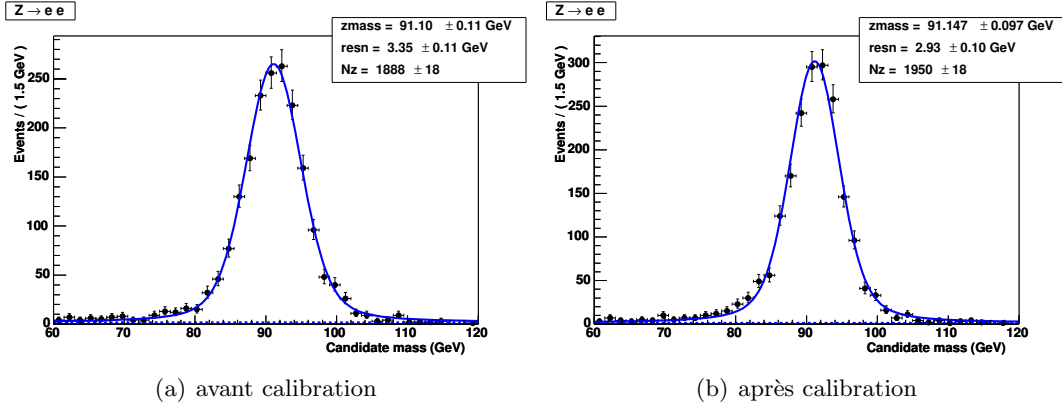 Z → e e
zmass = 91.10 ± 0.11 GeV
resn = 3.35 ± 0.11 GeV
Nz = 1888 ± 18
Events / ( 1.5 GeV )
250
200
150
100
50
0
60 70 80 90 100 110 120
Candidate mass (GeV)
(a) avant calibration
Z → e e
zmass = 91.147 ± 0.097 GeV
resn = 2.93 ± 0.10 GeV
Nz = 1950 ± 18
Events / ( 1.5 GeV )
300
250
200
150
100
50
0
60 70 80 90 100 110 120
Candidate mass (GeV)
(b) après calibration